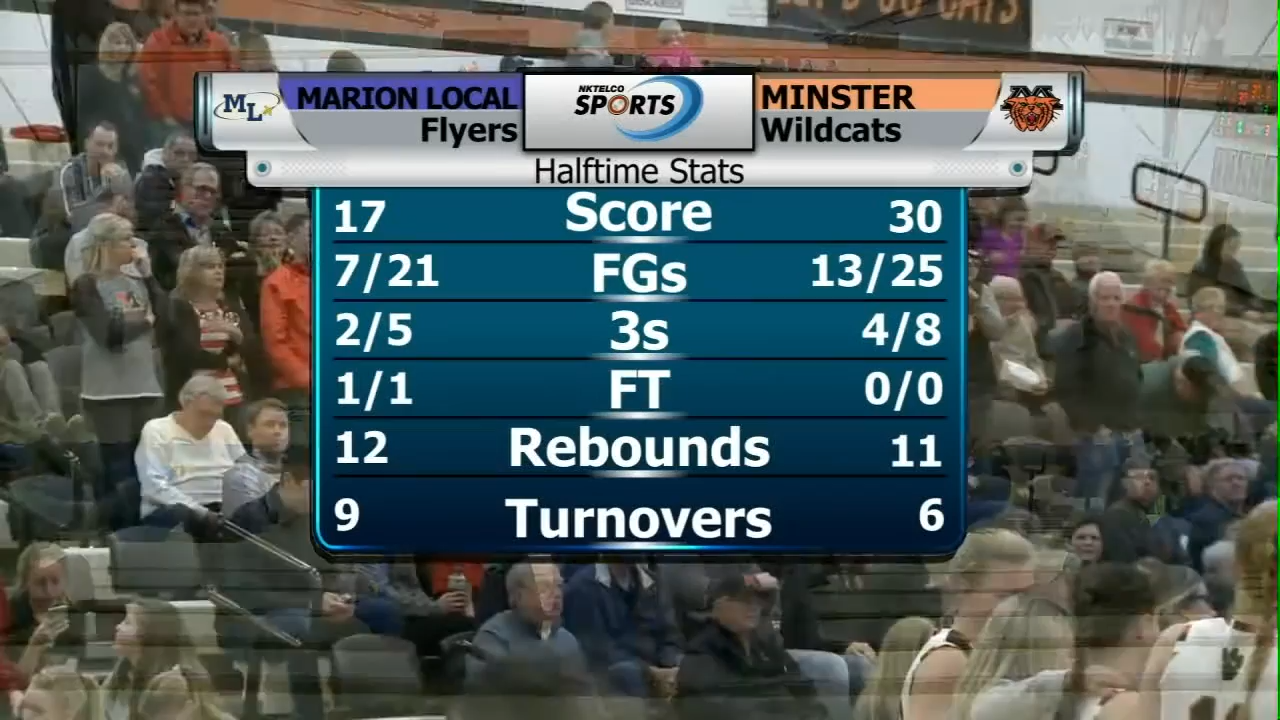 MARION LOCAL
Flyers
ML
NKTELCO
SPORTS
MINSTER
Wildcats
Halftime Stats
17 Score 30
7/21 FGs 13/25
2/5 3s 4/8
1/1 FT 0/0
12 Rebounds 11
9 Turnovers 6